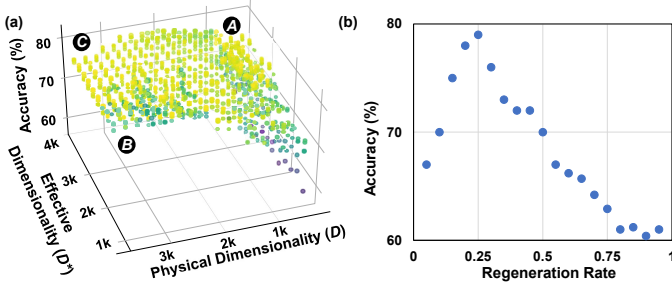 (a)
A
C
B
Accuracy (%)
80
70
60
4k
3k
2k
1k
Effective
Dimensionality (D*)
3k
2k
1k
Physical Dimensionality (D)
(b)
Accuracy (%)
80
70
60
0
0.25
0.5
0.75
1
Regeneration Rate